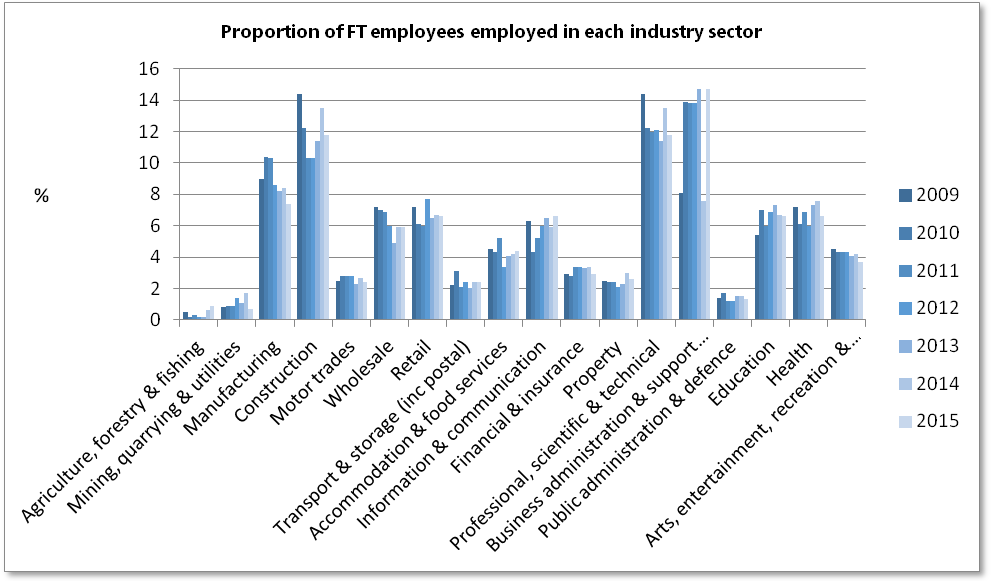 Proportion of FT employees employed in each industry sector
16
14
12
10
8
6
4
2
0
%
2009
2010
2011
2012
2013
2014
2015
Agriculture, forestry & fishing
Mining, quarrying & utilities
Manufacturing
Construction
Motor trades
Wholesale
Retail
Transport & storage (inc postal)
Accommodation & food services
Information & communication
Financial & insurance
Property
Professional, scientific & technical
Business administration & support...
Public administration & defence
Education
Health
Arts, entertainment, recreation &...